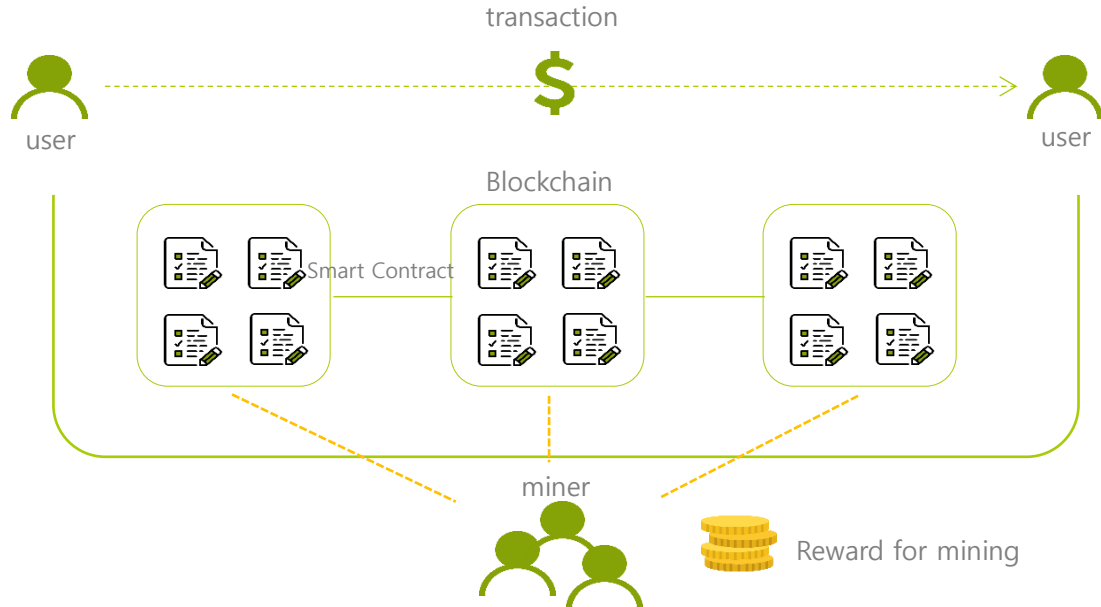 transaction
$
user
user
Blockchain
Smart Contract
miner
Reward for mining